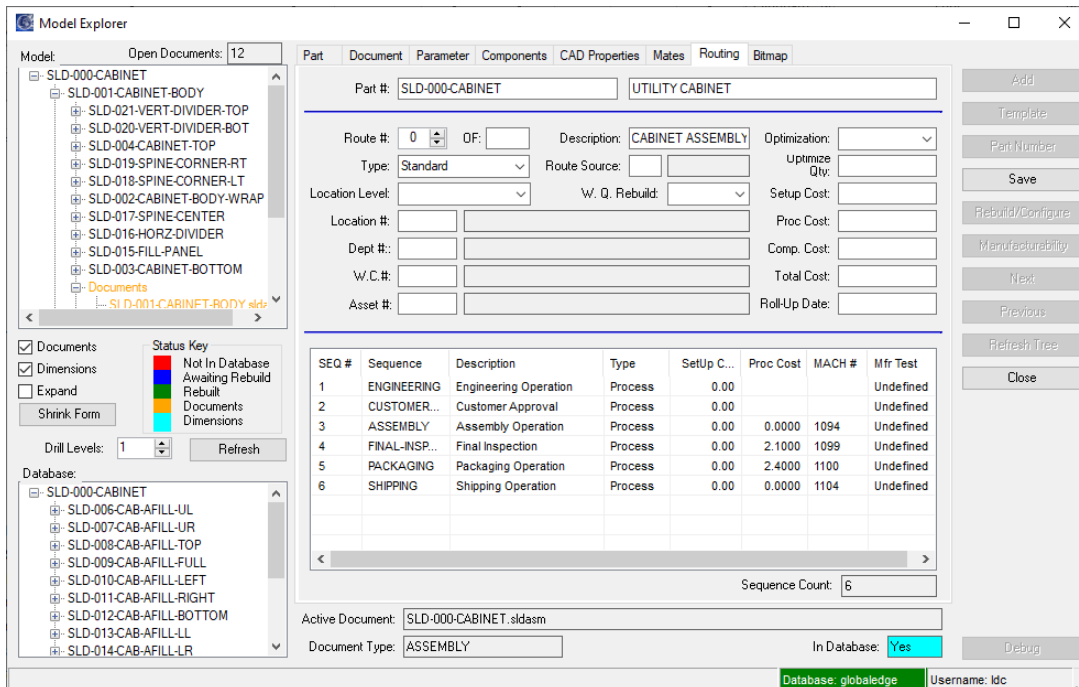 Model Explorer
Model: Open Documents: 12
SLD-000-CABINET
SLD-001-CABINET-BODY
SLD-021-VERT-DIVIDER-TOP
SLD-020-VERT-DIVIDER-BOT
SLD-004-CABINET-TOP
SLD-019-SPINE-CORNER-RT
SLD-018-SPINE-CORNER-LT
SLD-002-CABINET-BODY-WRAP
SLD-017-SPINE-CENTER
SLD-016-HORZ-DIVIDER
SLD-015-FILL-PANEL
SLD-003-CABINET-BOTTOM
Documents
SLD-001-CABINET-BODY.slda
Documents
Dimensions
Expand
Shrink Form
Status Key
Not In Database
Awaiting Rebuild
Rebuilt
Documents
Dimensions
Drill Levels: 1 Refresh
Database:
SLD-000-CABINET
SLD-006-CAB-AFILL-UL
SLD-007-CAB-AFILL-UR
SLD-008-CAB-AFILL-TOP
SLD-009-CAB-AFILL-FULL
SLD-010-CAB-AFILL-LEFT
SLD-011-CAB-AFILL-RIGHT
SLD-012-CAB-AFILL-BOTTOM
SLD-013-CAB-AFILL-LL
SLD-014-CAB-AFILL-LR
Part Document Parameter Components CAD Properties Mates Routing Bitmap
Part #: SLD-000-CABINET UTILITY CABINET
Route #: 0 OF: Description: CABINET ASSEMBLY Optimization:
Type: Standard Route Source: Optimize Qty:
Location Level: W. Q. Rebuild: Setup Cost:
Location #: Proc Cost:
Dept #:: Comp. Cost:
W.C.#: Total Cost:
Asset #: Roll-Up Date:
SEQ # Sequence Description Type SetUp C... Proc Cost MACH # Mfr Test
1 ENGINEERING Engineering Operation Process 0.00 Undefined
2 CUSTOMER... Customer Approval Process 0.00 Undefined
3 ASSEMBLY Assembly Operation Process 0.00 0.0000 1094 Undefined
4 FINAL-INSP... Final Inspection Process 0.00 2.1000 1099 Undefined
5 PACKAGING Packaging Operation Process 0.00 2.4000 1100 Undefined
6 SHIPPING Shipping Operation Process 0.00 0.0000 1104 Undefined
Sequence Count: 6
Active Document: SLD-000-CABINET.sldasm
Document Type: ASSEMBLY In Database: Yes
Add
Template
Part Number
Save
Rebuild/Configure
Manufacturability
Next
Previous
Refresh Tree
Close
Debug
Database: globaledge Username: ldc